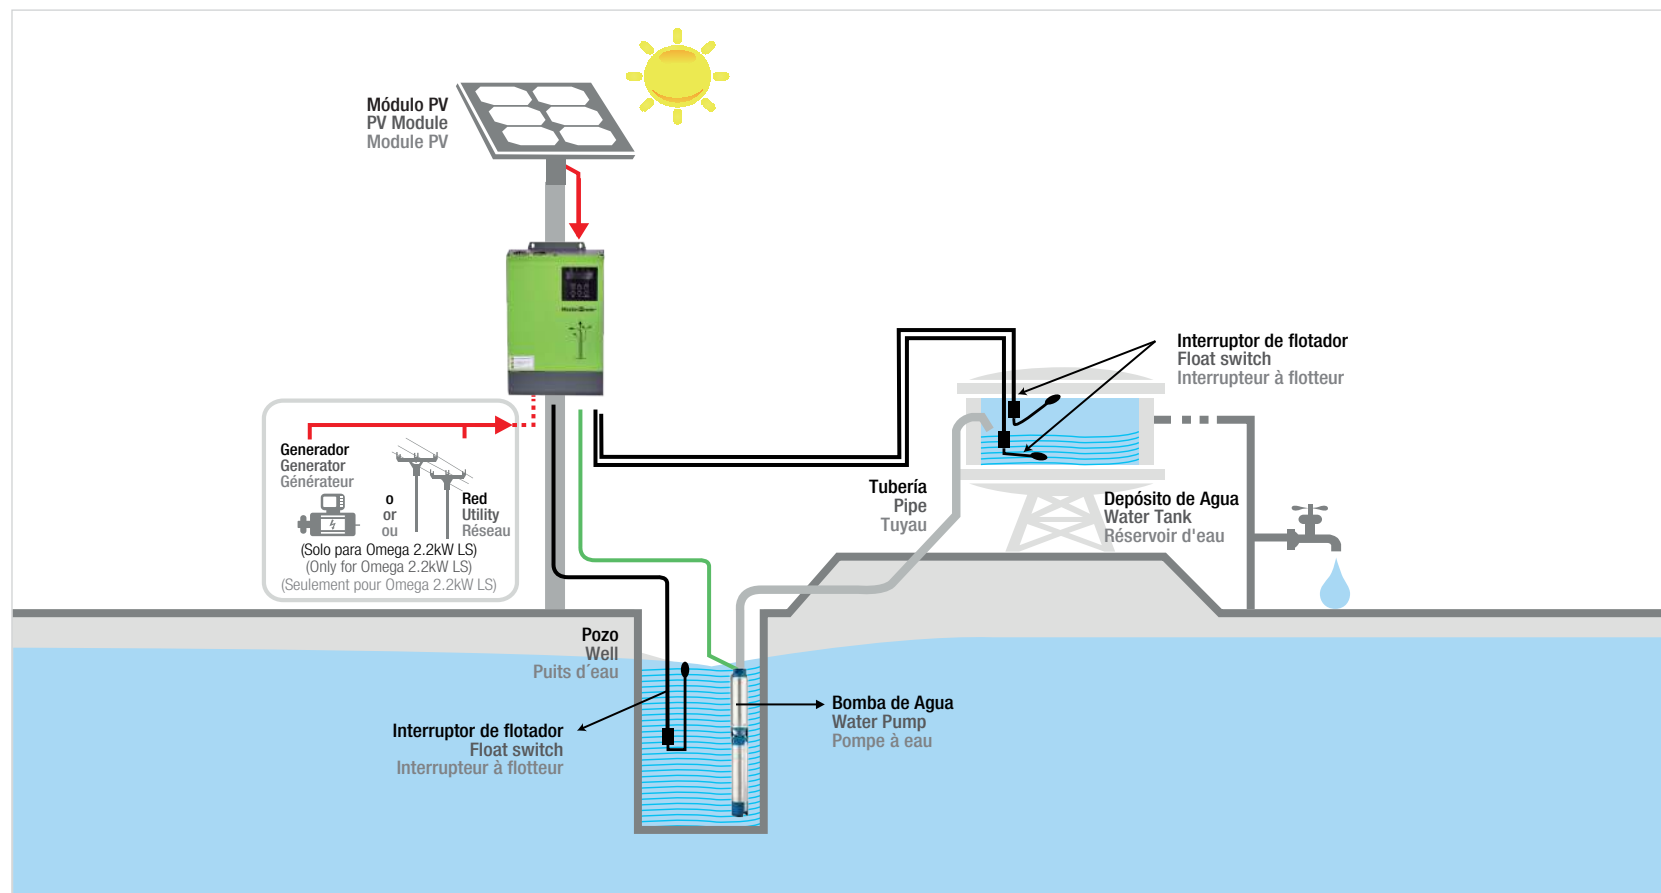 Módulo PV
PV Module
Module PV
Interruptor de flotador
Float switch
Interrupteur à flotteur
Generador
Generator
Générateur
o
or
ou
Red
Utility
Réseau
(Solo para Omega 2.2kW LS)
(Only for Omega 2.2kW LS)
(Seulement pour Omega 2.2kW LS)
Tubería
Pipe
Tuyau
Depósito de Agua
Water Tank
Réservoir d'eau
Pozo
Well
Puits d´eau
Interruptor de flotador
Float switch
Interrupteur à flotteur
Bomba de Agua
Water Pump
Pompe à eau